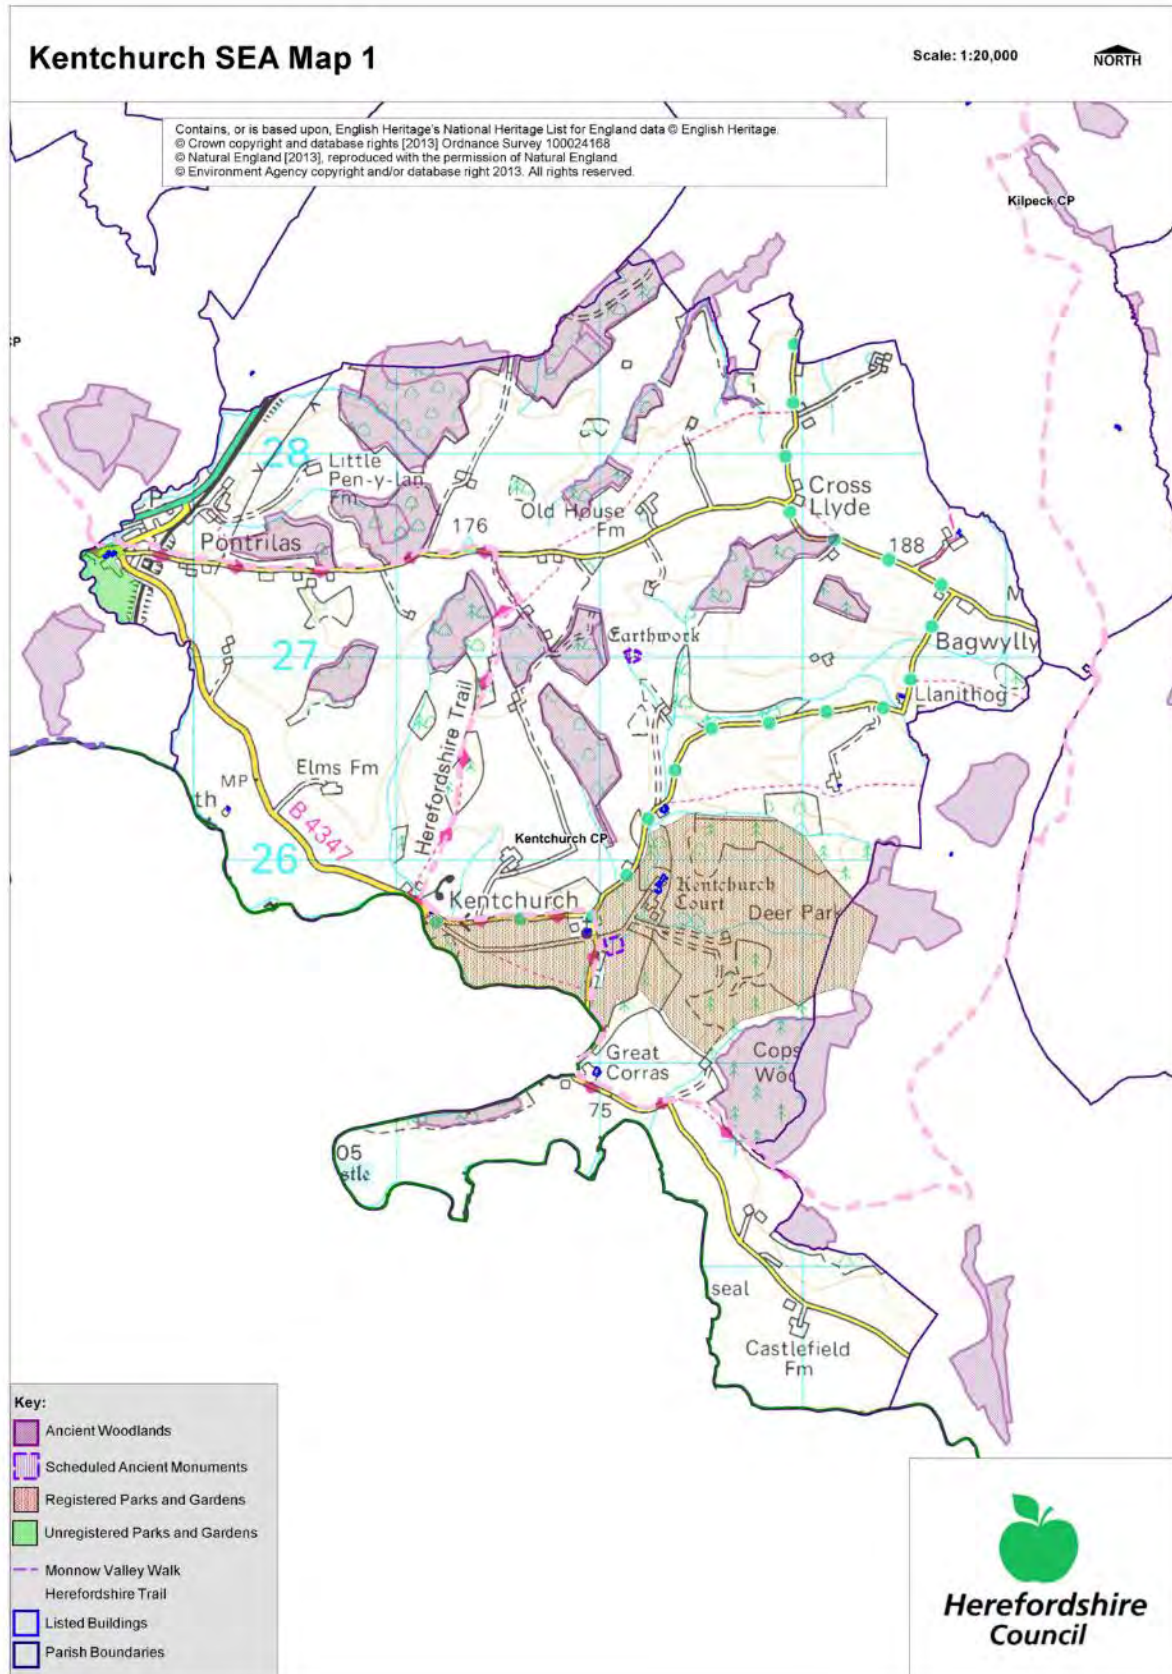 Kentchurch SEA Map 1
Scale: 1:20,000
NORTH
Contains, or is based upon, English Heritage's National Heritage List for England data © English Heritage.
© Crown copyright and database rights [2013] Ordnance Survey 100024168
© Natural England [2013], reproduced with the permission of Natural England
© Environment Agency copyright and/or database right 2013. All rights reserved.
Kilpeck CP
CP
28
Little
Pen-y-lan
Fm
P
Pontrilas
176
Old House
Fm
Cross
Llyde
188
M
Earthwork
27
Bagwylly
Llanithog
Herefordshire Trail
MP
Elms Fm
th
B 4347
Kentchurch CP
26
Kentchurch
Kentchurch
Court
Deer Park
Great
Corras
Cops
Woo
75
05
stle
seal
Castlefield
Fm
Key:
Ancient Woodlands
Scheduled Ancient Monuments
Registered Parks and Gardens
Unregistered Parks and Gardens
Monnow Valley Walk
Herefordshire Trail
Listed Buildings
Parish Boundaries
Herefordshire
Council